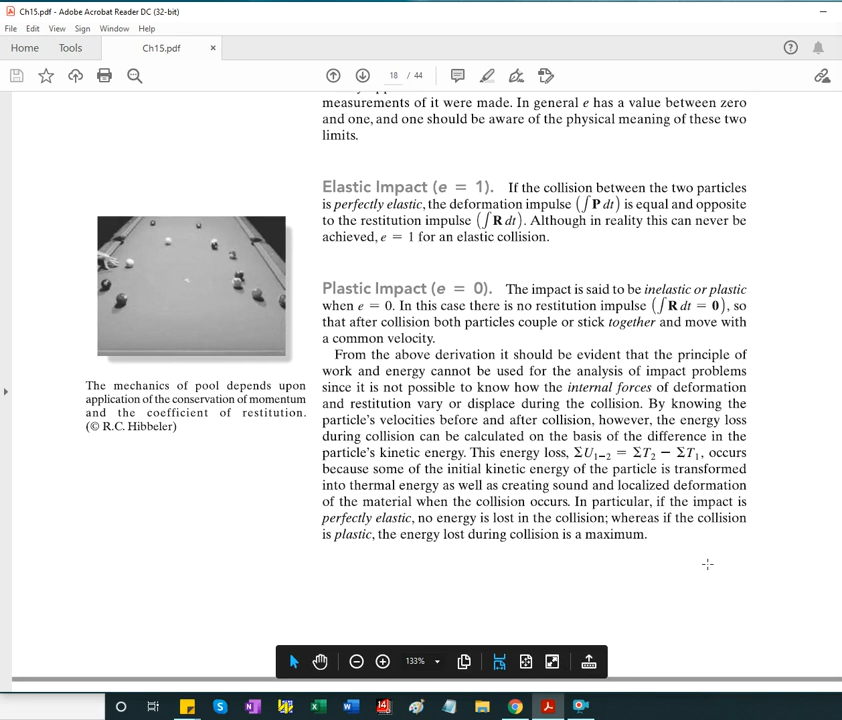 Ch15.pdf - Adobe Acrobat Reader DC (32-bit)
File Edit View Sign Window Help
Home Tools Ch15.pdf ×
18 / 44
measurements of it were made. In general e has a value between zero
and one, and one should be aware of the physical meaning of these two
limits.
Elastic Impact (e = 1). If the collision between the two particles
is perfectly elastic, the deformation impulse (∫P dt) is equal and opposite
to the restitution impulse (∫R dt). Although in reality this can never be
achieved, e = 1 for an elastic collision.
Plastic Impact (e = 0). The impact is said to be inelastic or plastic
when e = 0. In this case there is no restitution impulse (∫R dt = 0), so
that after collision both particles couple or stick together and move with
a common velocity.
From the above derivation it should be evident that the principle of
work and energy cannot be used for the analysis of impact problems
since it is not possible to know how the internal forces of deformation
and restitution vary or displace during the collision. By knowing the
particle's velocities before and after collision, however, the energy loss
during collision can be calculated on the basis of the difference in the
particle's kinetic energy. This energy loss, ΣU₁₋₂ = ΣT₂ − ΣT₁, occurs
because some of the initial kinetic energy of the particle is transformed
into thermal energy as well as creating sound and localized deformation
of the material when the collision occurs. In particular, if the impact is
perfectly elastic, no energy is lost in the collision; whereas if the collision
is plastic, the energy lost during collision is a maximum.
The mechanics of pool depends upon
application of the conservation of momentum
and the coefficient of restitution.
(© R.C. Hibbeler)
133%
14